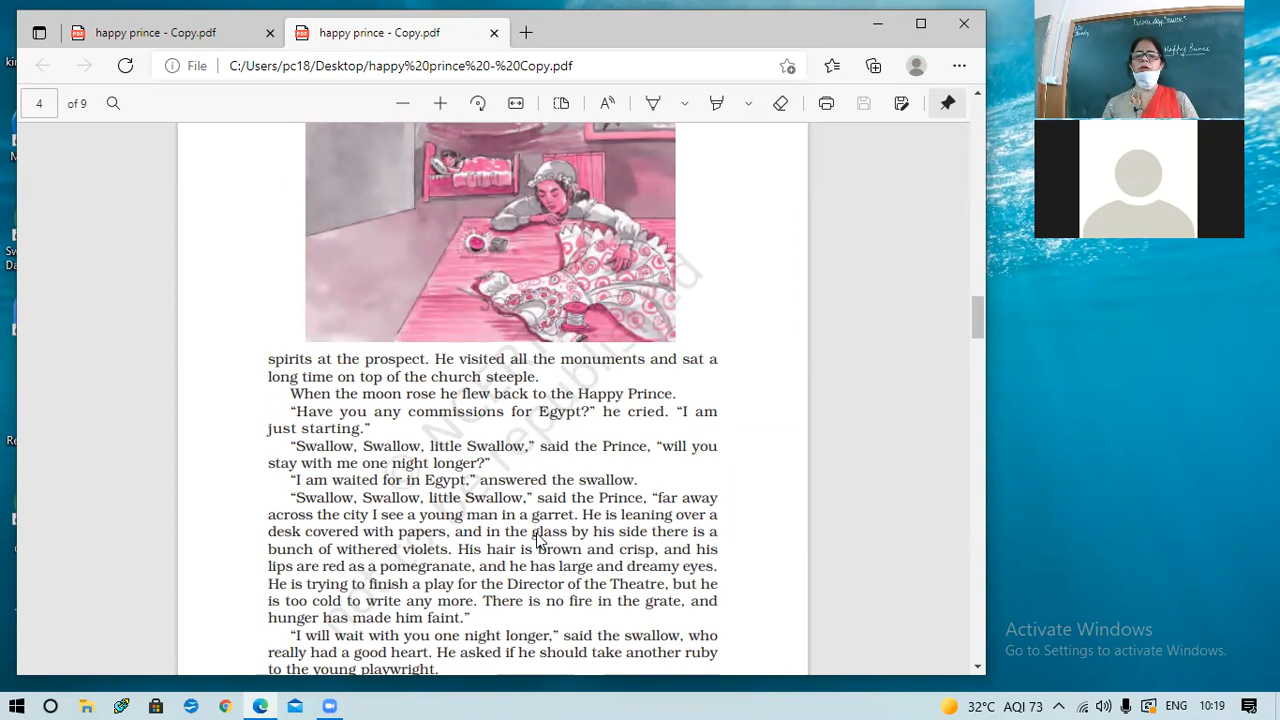 happy prince - Copy.pdf
happy prince - Copy.pdf
File
C:/Users/pc18/Desktop/happy%20prince%20-%20Copy.pdf
4 of 9
Happy Prince
spirits at the prospect. He visited all the monuments and sat a
long time on top of the church steeple.
When the moon rose he flew back to the Happy Prince.
“Have you any commissions for Egypt?” he cried. “I am
just starting.”
“Swallow, Swallow, little Swallow,” said the Prince, “will you
stay with me one night longer?”
“I am waited for in Egypt,” answered the swallow.
“Swallow, Swallow, little Swallow,” said the Prince, “far away
across the city I see a young man in a garret. He is leaning over a
desk covered with papers, and in the glass by his side there is a
bunch of withered violets. His hair is brown and crisp, and his
lips are red as a pomegranate, and he has large and dreamy eyes.
He is trying to finish a play for the Director of the Theatre, but he
is too cold to write any more. There is no fire in the grate, and
hunger has made him faint.”
“I will wait with you one night longer,” said the swallow, who
really had a good heart. He asked if he should take another ruby
to the young playwright.
© NCERT
not to be republished
Activate Windows
Go to Settings to activate Windows.
32°C AQI 73
ENG
10:19